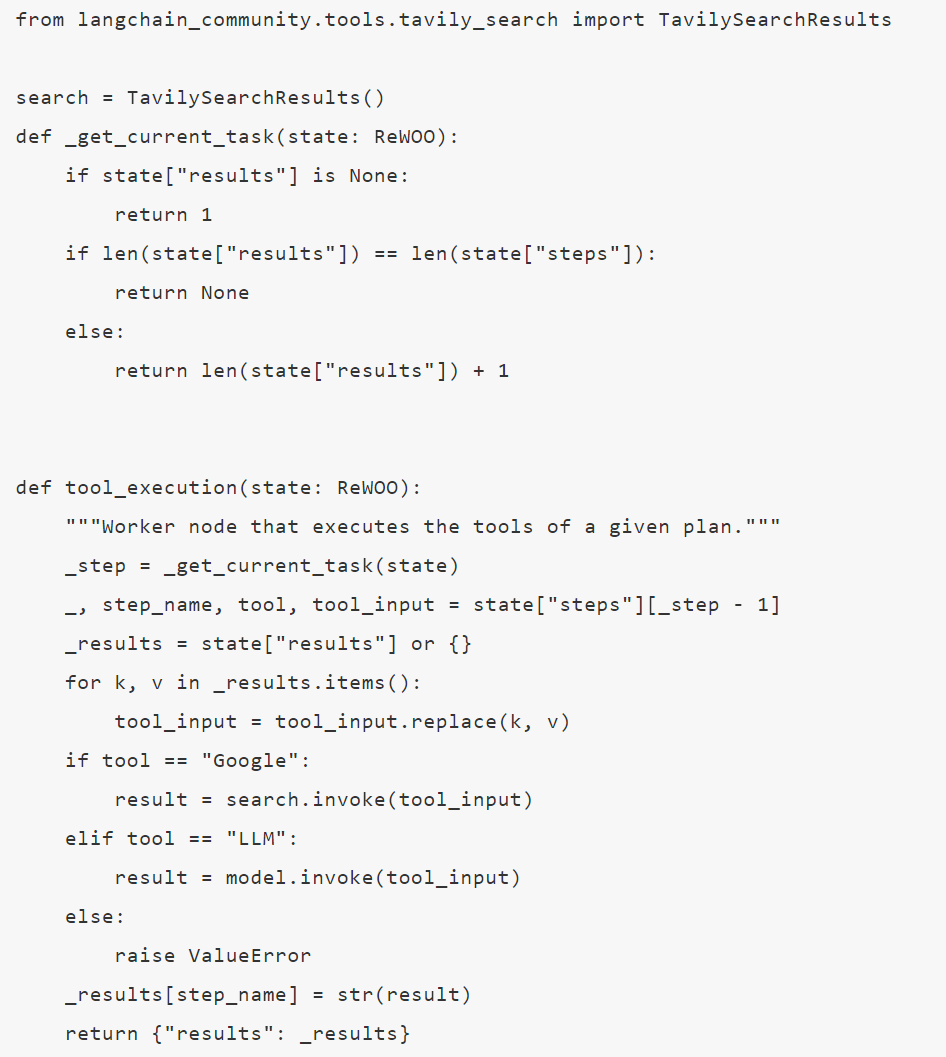 from langchain_community.tools.tavily_search import TavilySearchResults

search = TavilySearchResults()
def _get_current_task(state: ReWOO):
    if state["results"] is None:
        return 1
    if len(state["results"]) == len(state["steps"]):
        return None
    else:
        return len(state["results"]) + 1


def tool_execution(state: ReWOO):
    """Worker node that executes the tools of a given plan."""
    _step = _get_current_task(state)
    _, step_name, tool, tool_input = state["steps"][_step - 1]
    _results = state["results"] or {}
    for k, v in _results.items():
        tool_input = tool_input.replace(k, v)
    if tool == "Google":
        result = search.invoke(tool_input)
    elif tool == "LLM":
        result = model.invoke(tool_input)
    else:
        raise ValueError
    _results[step_name] = str(result)
    return {"results": _results}